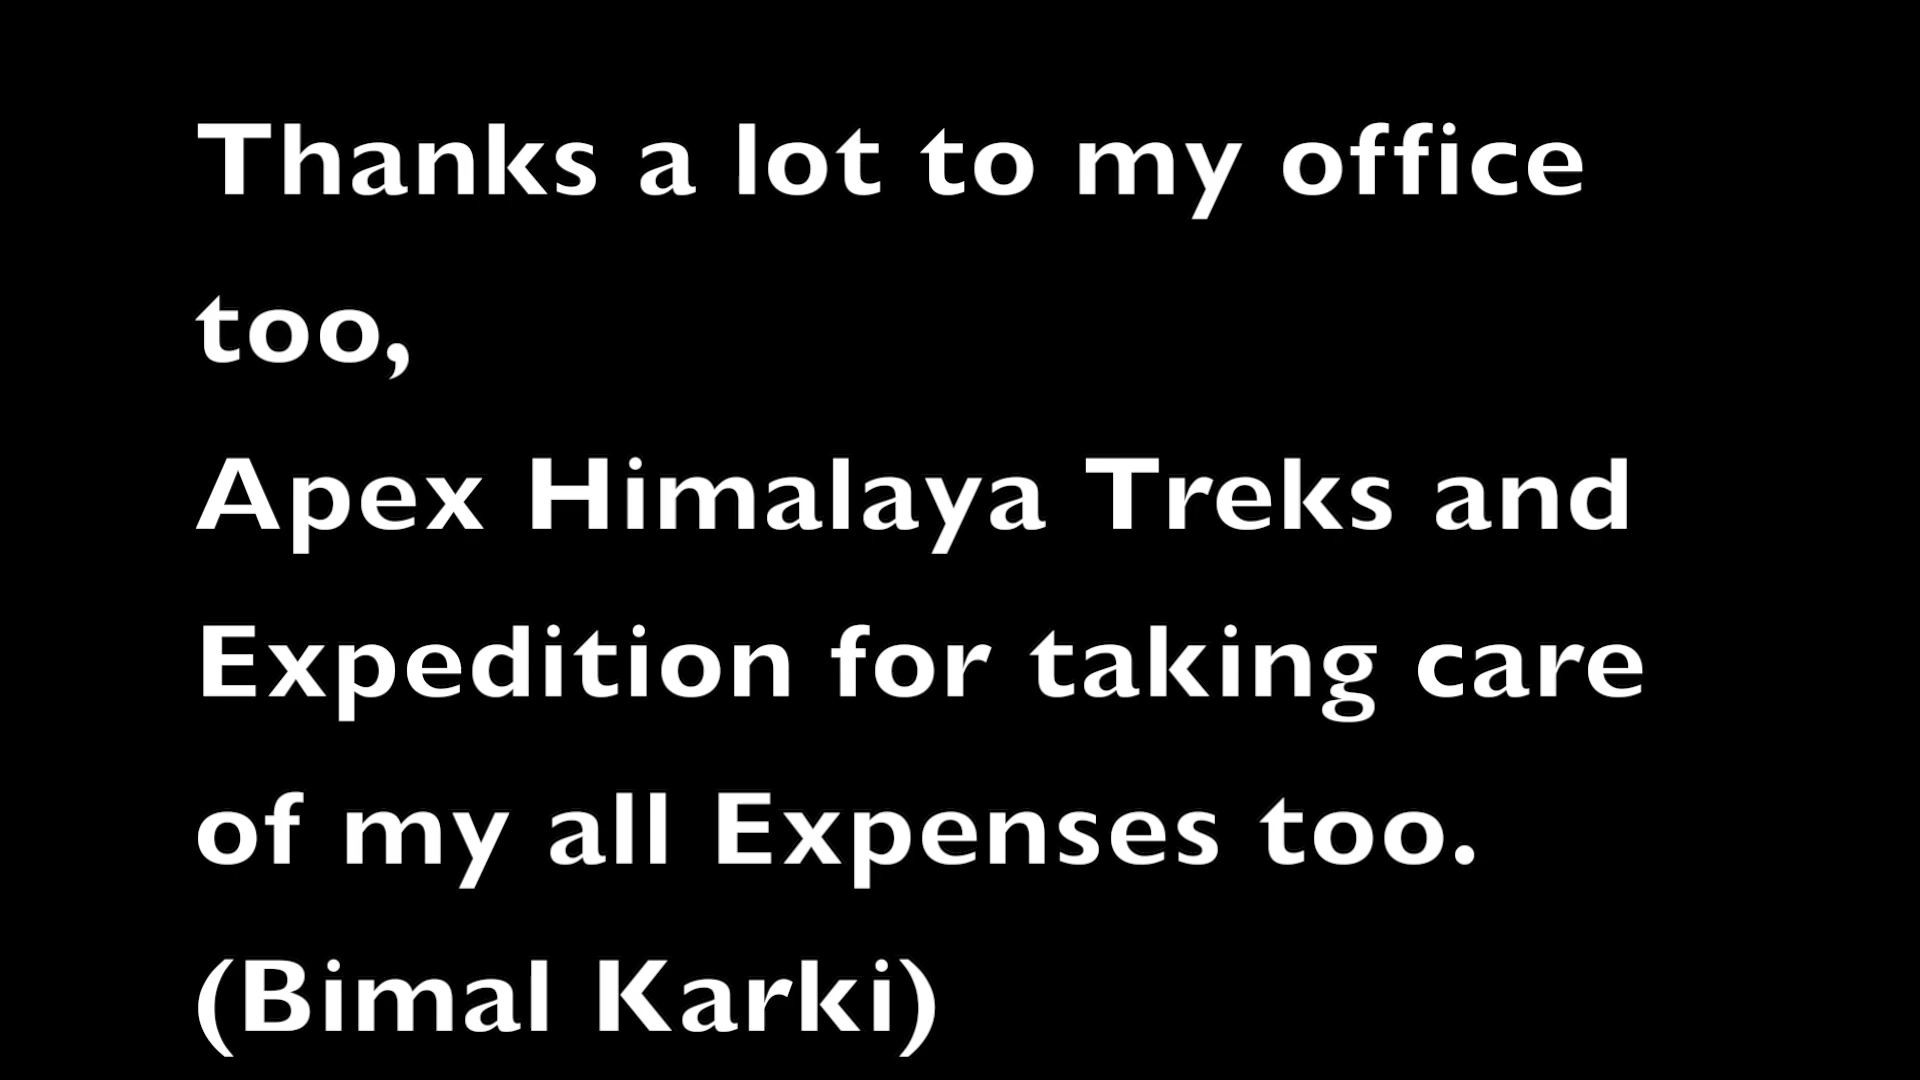 Thanks a lot to my office
too,
Apex Himalaya Treks and
Expedition for taking care
of my all Expenses too.
(Bimal Karki)